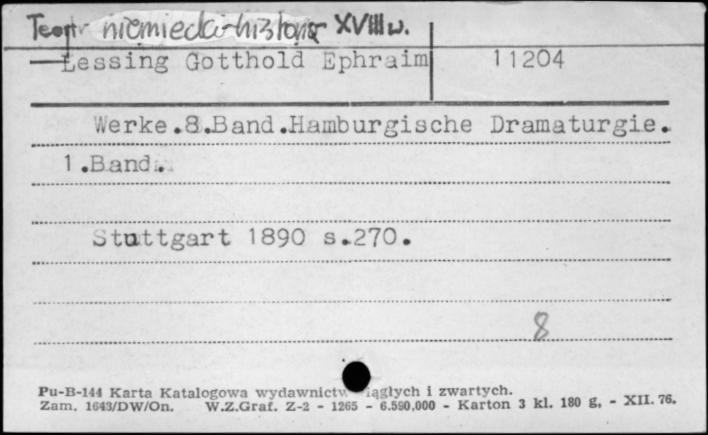 Teatr niemiecki-historia XVIII w.
Lessing Gotthold Ephraim 11204
Werke.8.Band.Hamburgische Dramaturgie.
1.Band.
Stuttgart 1890 s.270.
8
Pu-B-144 Karta Katalogowa wydawnictw ciągłych i zwartych.
Zam. 1643/DW/On. W.Z.Graf. Z-2 - 1265 - 6.590,000 - Karton 3 kl. 180 g. - XII. 76.